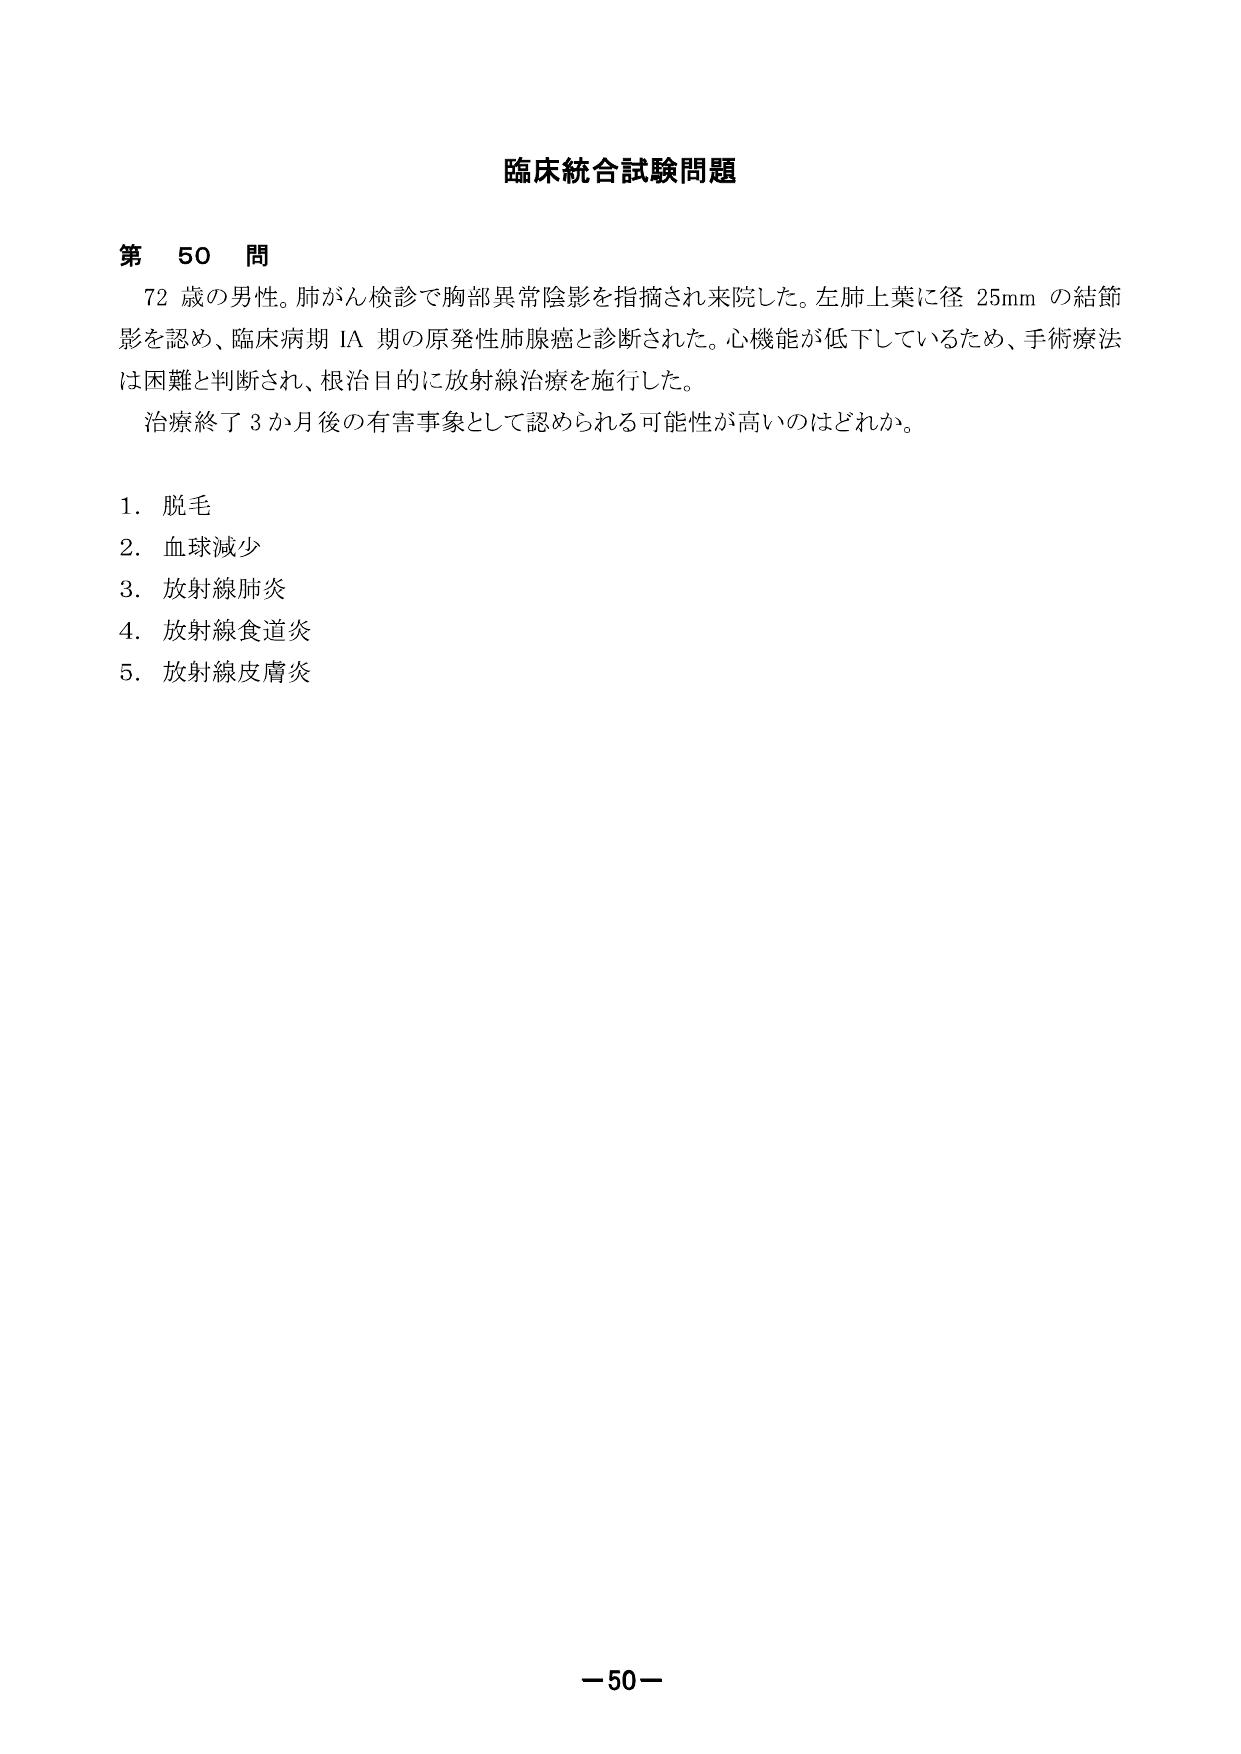 臨床統合試験問題
第 50 問
72 歳の男性。肺がん検診で胸部異常陰影を指摘され来院した。左肺上葉に径 25mm の結節
影を認め、臨床病期 IA 期の原発性肺腺癌と診断された。心機能が低下しているため、手術療法
は困難と判断され、根治目的に放射線治療を施行した。
治療終了 3 か月後の有害事象として認められる可能性が高いのはどれか。
1. 脱毛
2. 血球減少
3. 放射線肺炎
4. 放射線食道炎
5. 放射線皮膚炎
－50－